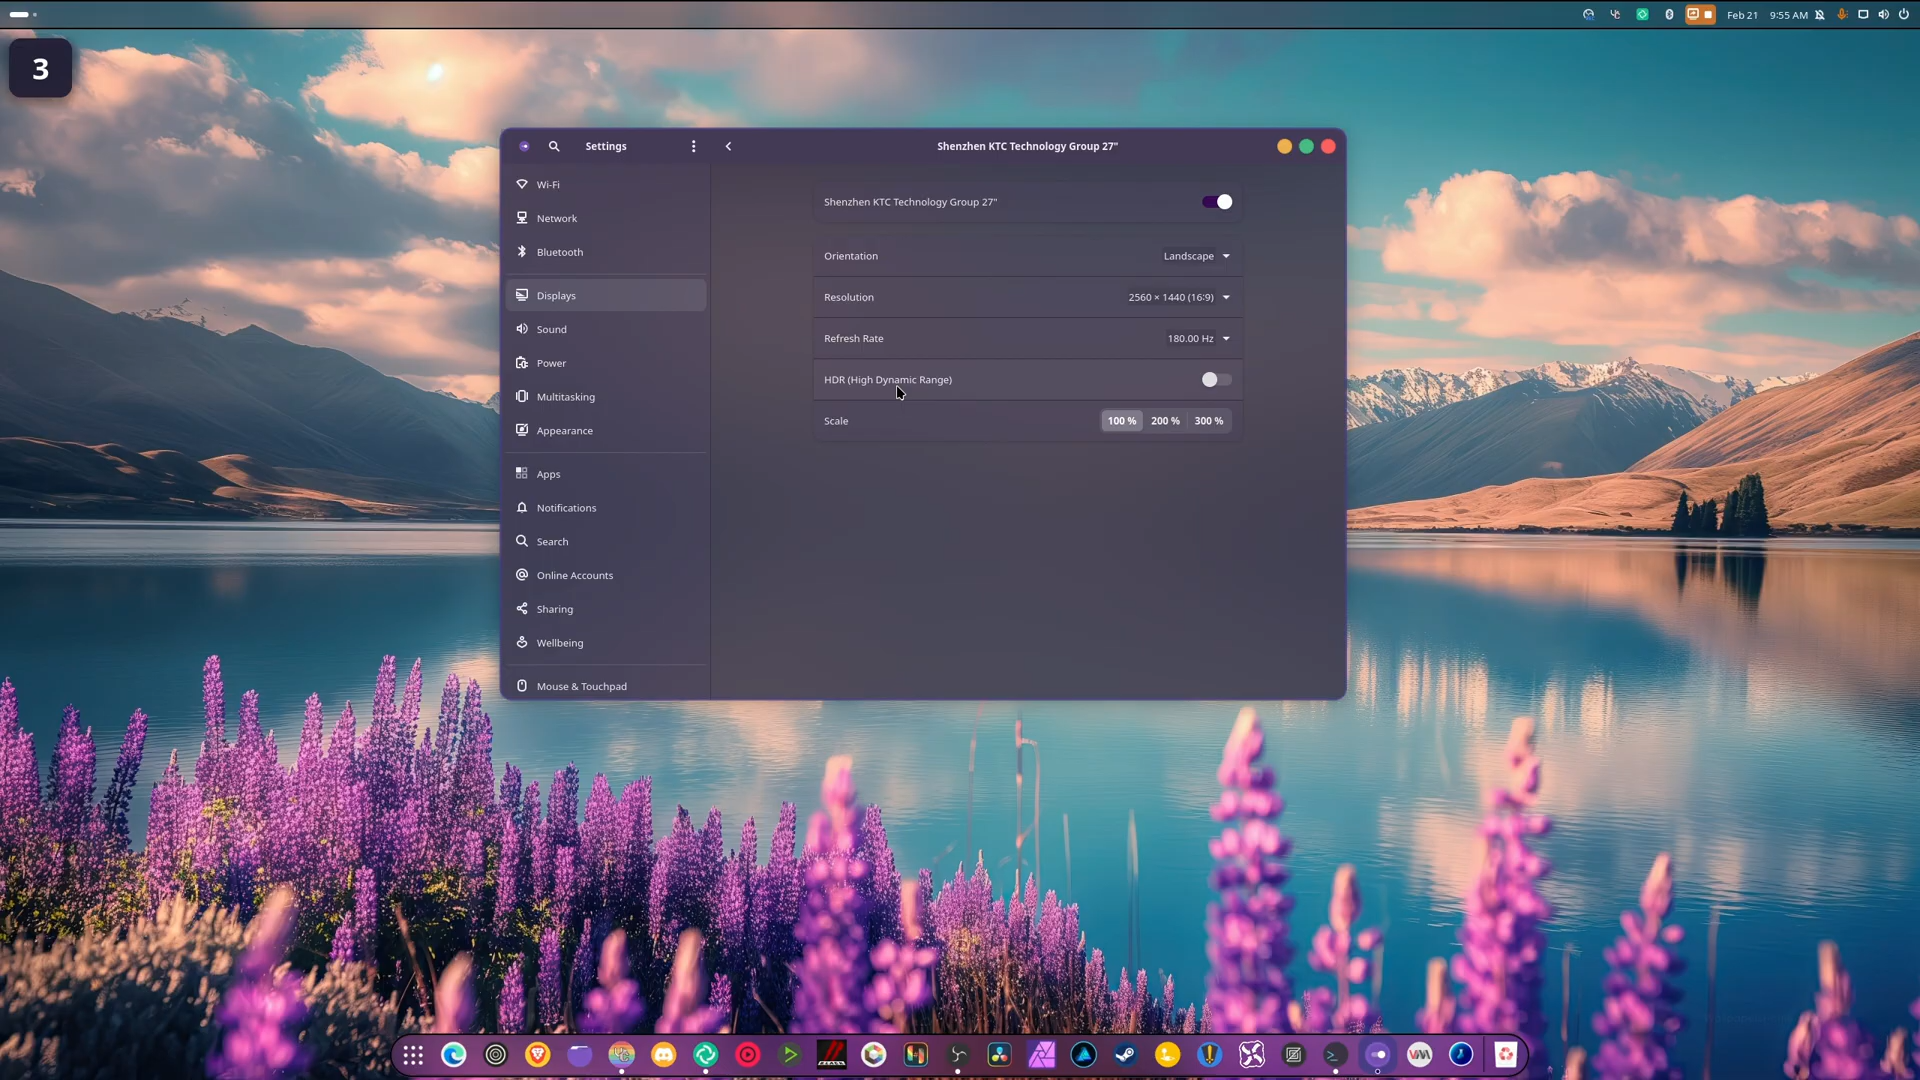 Feb 21 9:55 AM
3
Settings
Shenzhen KTC Technology Group 27"
Wi-Fi
Network
Bluetooth
Displays
Sound
Power
Multitasking
Appearance
Apps
Notifications
Search
Online Accounts
Sharing
Wellbeing
Mouse & Touchpad
Shenzhen KTC Technology Group 27"
Orientation Landscape
Resolution 2560 × 1440 (16:9)
Refresh Rate 180.00 Hz
HDR (High Dynamic Range)
Scale 100 % 200 % 300 %